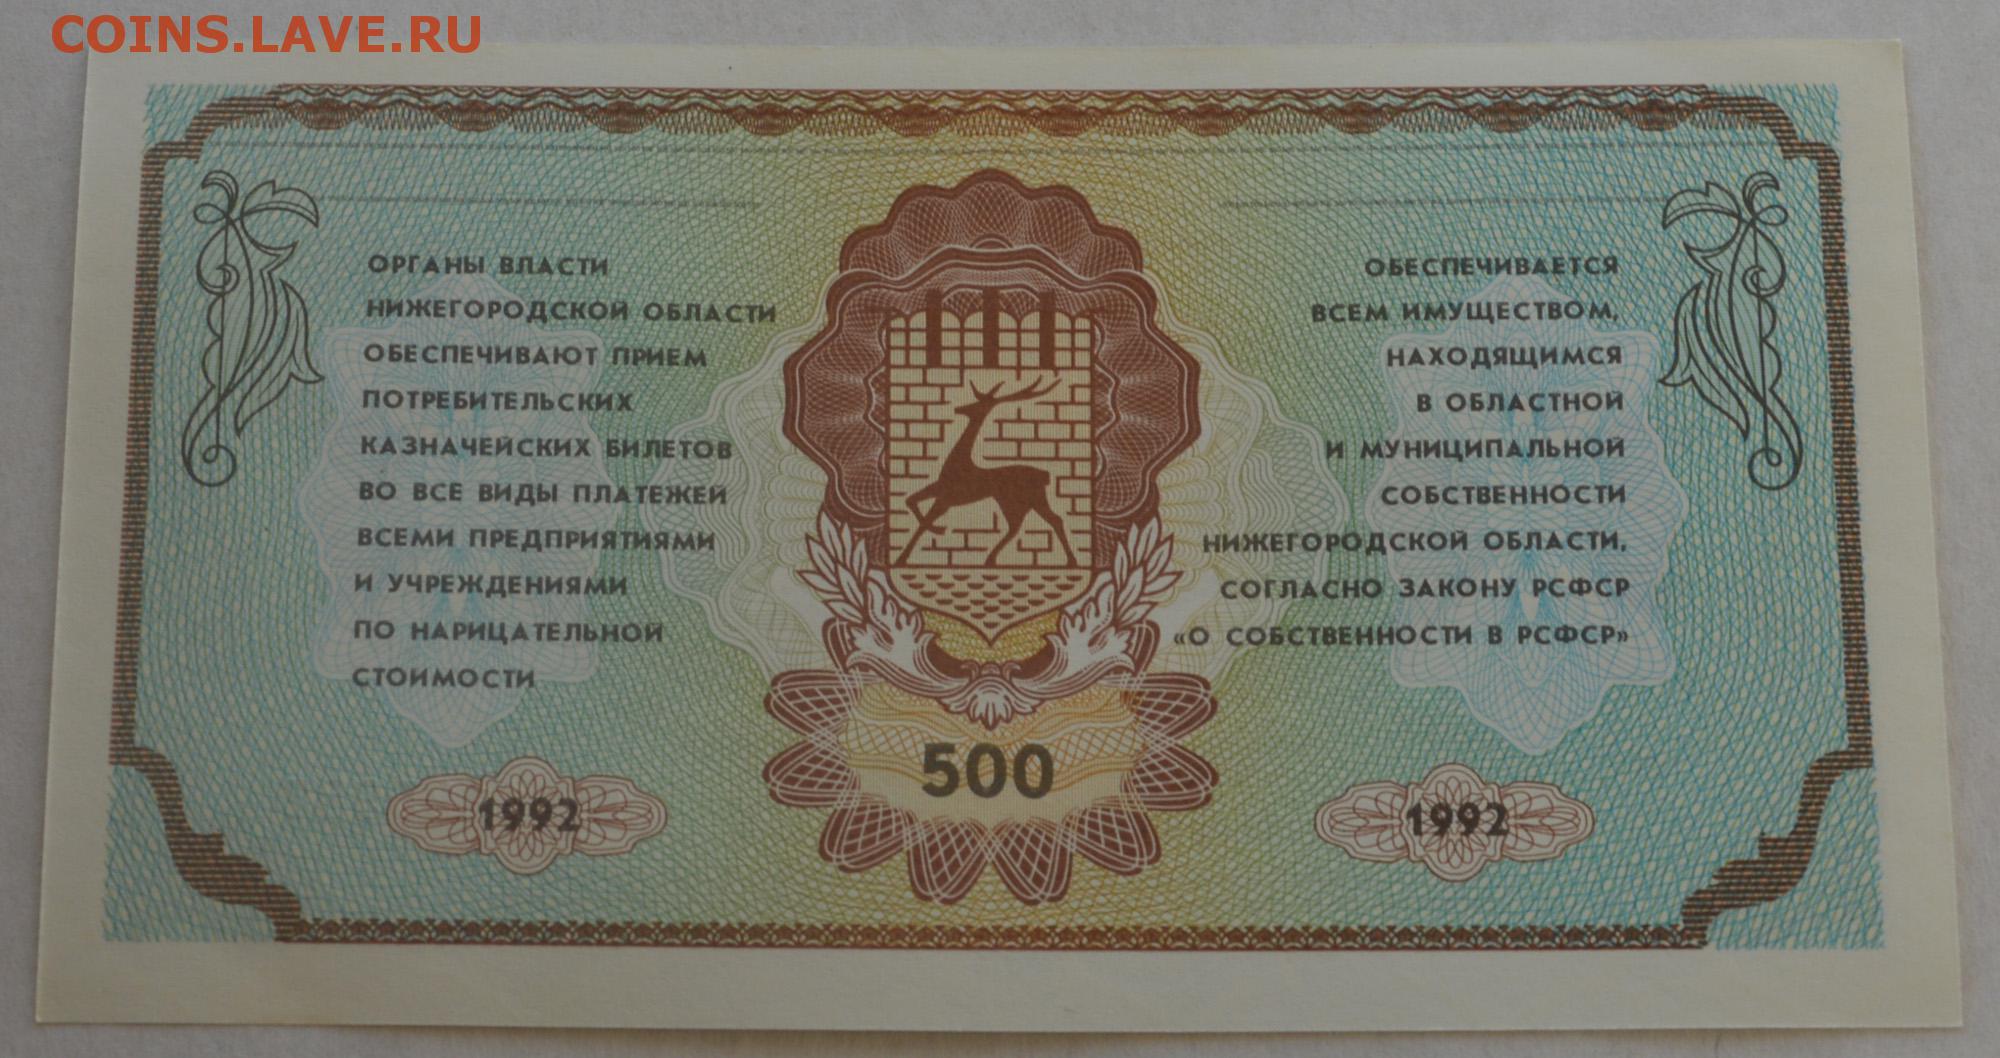 COINS.LAVE.RU
ОРГАНЫ ВЛАСТИ
НИЖЕГОРОДСКОЙ ОБЛАСТИ
ОБЕСПЕЧИВАЮТ ПРИЕМ
ПОТРЕБИТЕЛЬСКИХ
КАЗНАЧЕЙСКИХ БИЛЕТОВ
ВО ВСЕ ВИДЫ ПЛАТЕЖЕЙ
ВСЕМИ ПРЕДПРИЯТИЯМИ
И УЧРЕЖДЕНИЯМИ
ПО НАРИЦАТЕЛЬНОЙ
СТОИМОСТИ
ОБЕСПЕЧИВАЕТСЯ
ВСЕМ ИМУЩЕСТВОМ,
НАХОДЯЩИМСЯ
В ОБЛАСТНОЙ
И МУНИЦИПАЛЬНОЙ
СОБСТВЕННОСТИ
НИЖЕГОРОДСКОЙ ОБЛАСТИ,
СОГЛАСНО ЗАКОНУ РСФСР
«О СОБСТВЕННОСТИ В РСФСР»
500
1992
1992